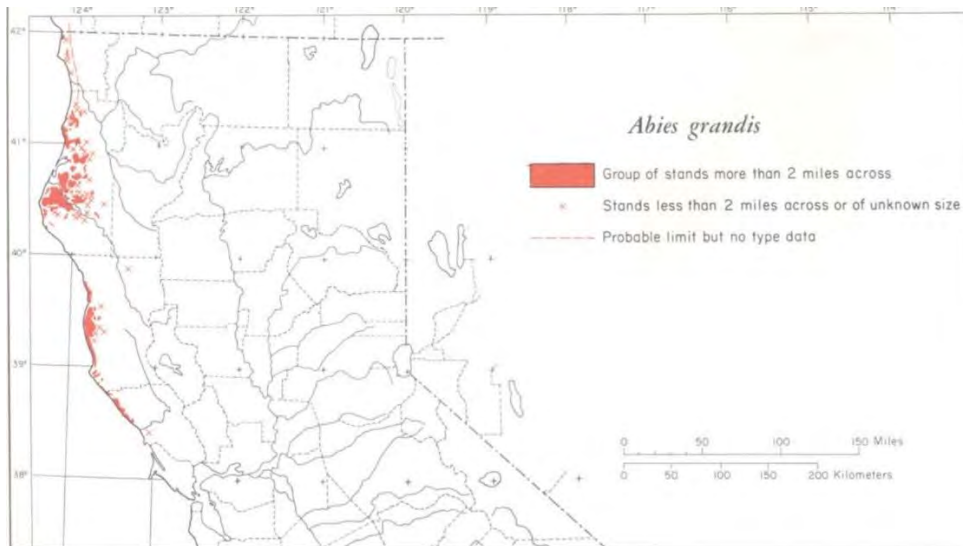 124° 123° 122° 121° 120° 119° 118° 117° 116° 115° 114°
42°
Abies grandis
41°
Group of stands more than 2 miles across
Stands less than 2 miles across or of unknown size
Probable limit but no type data
40°
39°
0 50 100 150 Miles
0 50 100 150 200 Kilometers
38°